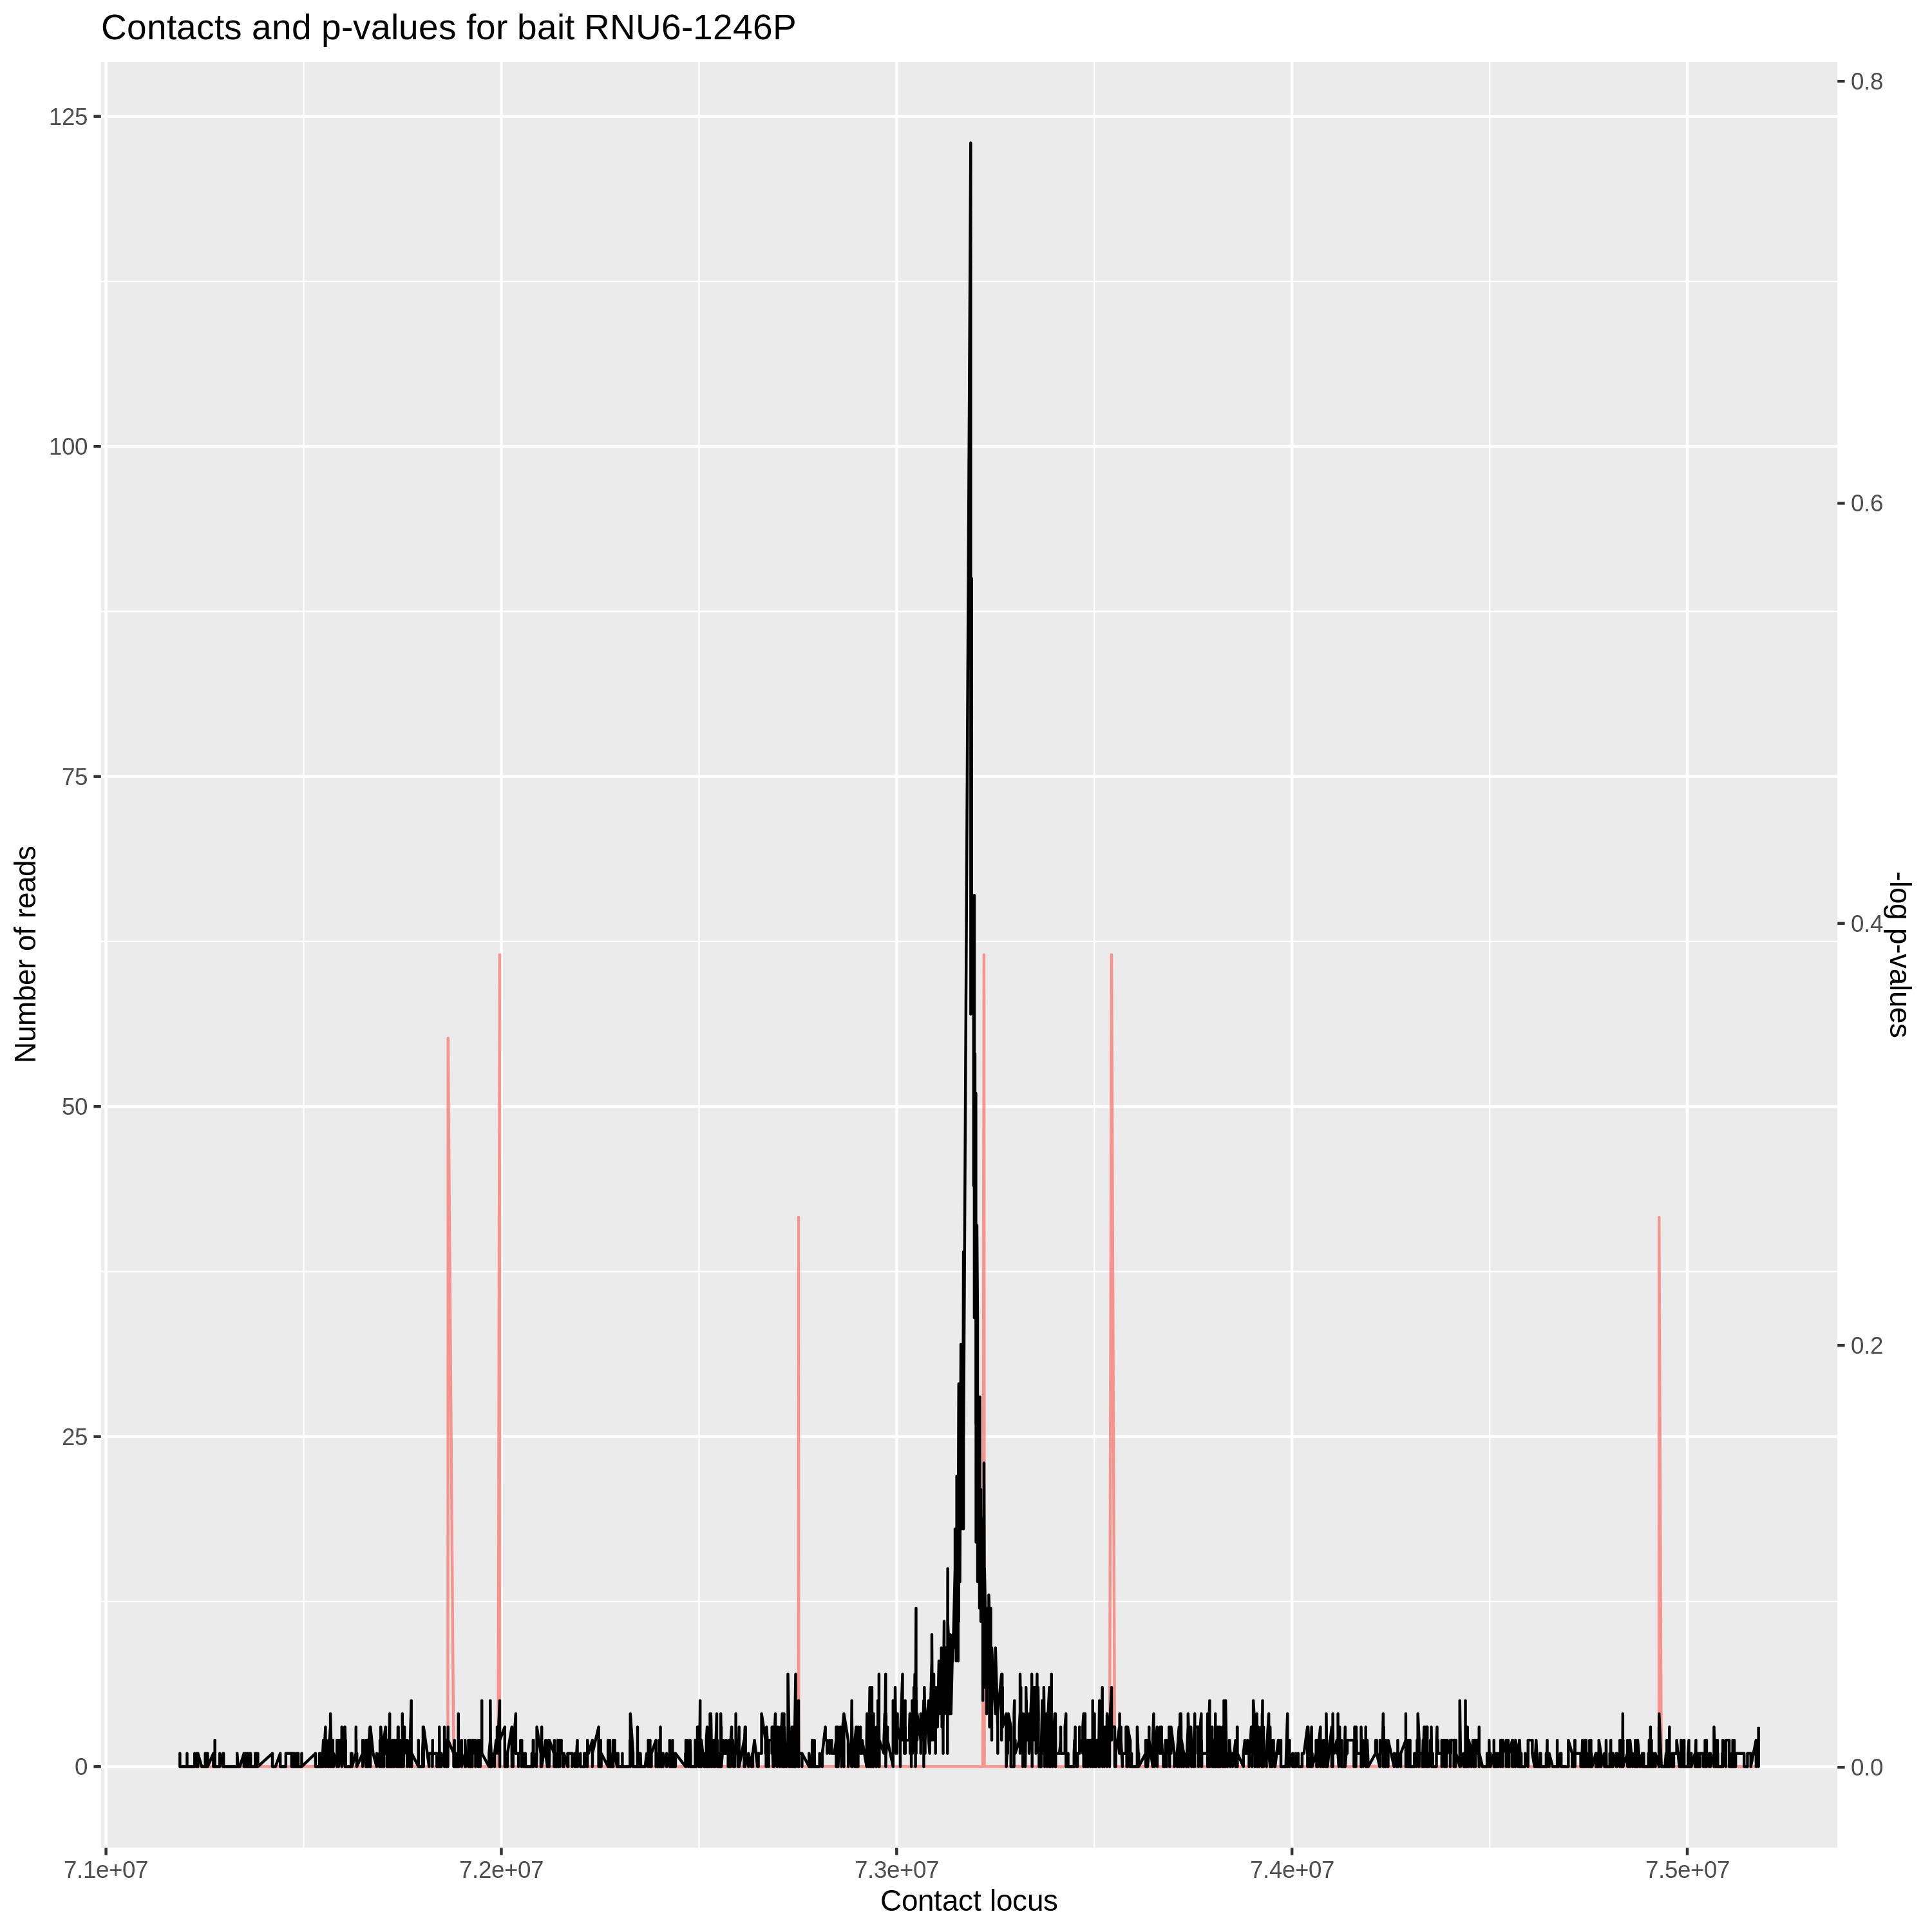 Contacts and p-values for bait RNU6-1246P
125
100
75
50
25
0
Number of reads
0.8
0.6
0.4
0.2
0.0
-log p-values
7.1e+07
7.2e+07
7.3e+07
7.4e+07
7.5e+07
Contact locus